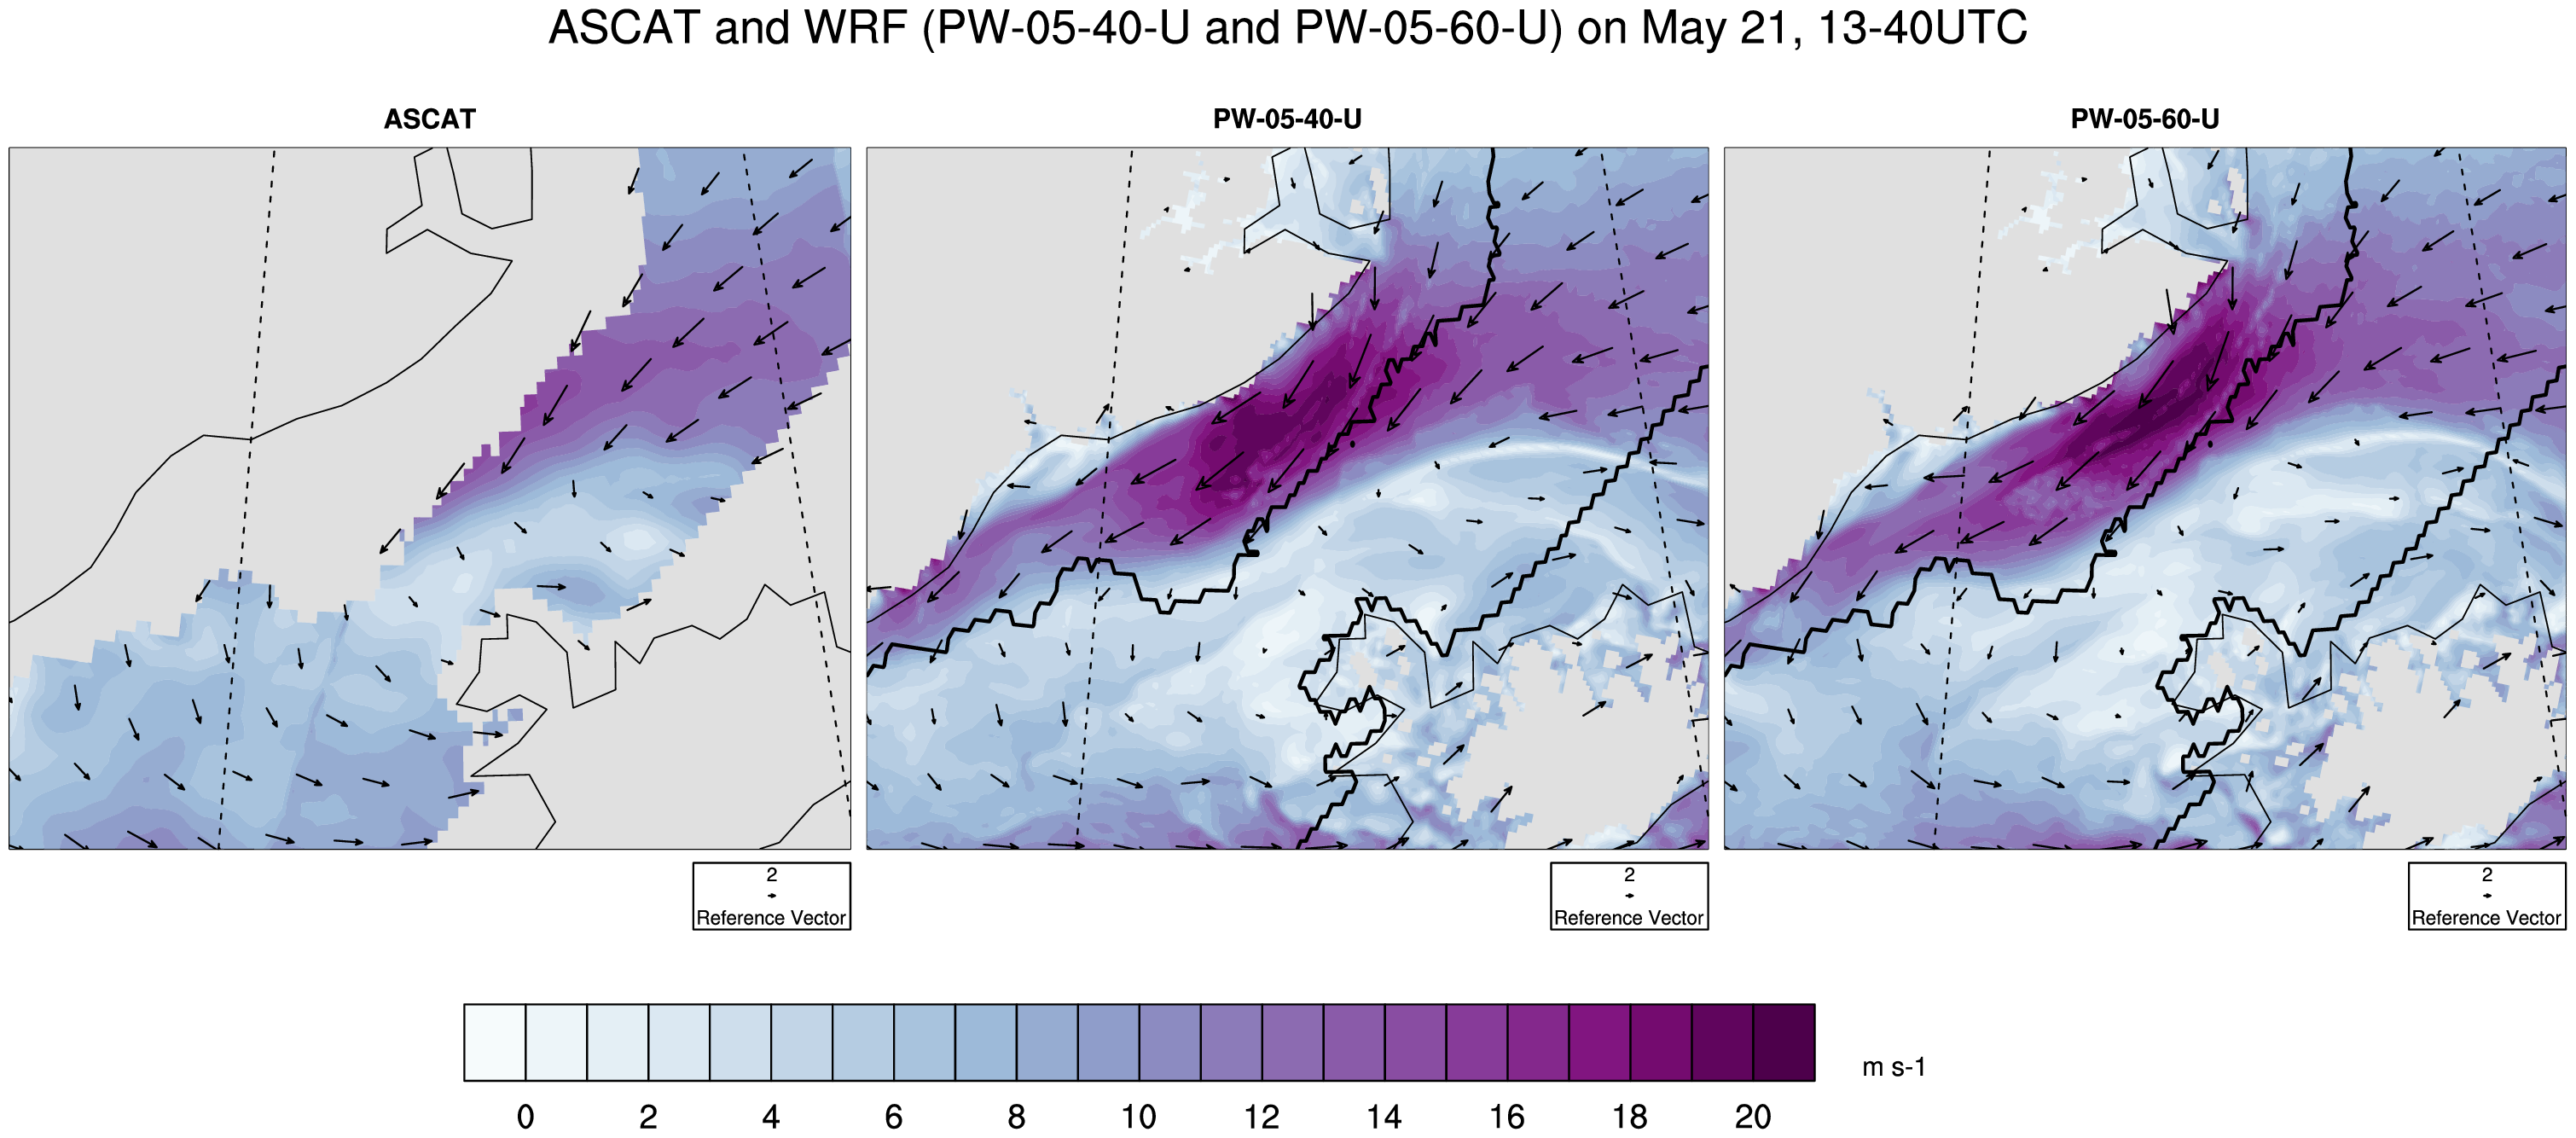 ASCAT and WRF (PW-05-40-U and PW-05-60-U) on May 21, 13-40UTC
ASCAT
PW-05-40-U
PW-05-60-U
2
Reference Vector
2
Reference Vector
2
Reference Vector
m s-1
0 2 4 6 8 10 12 14 16 18 20